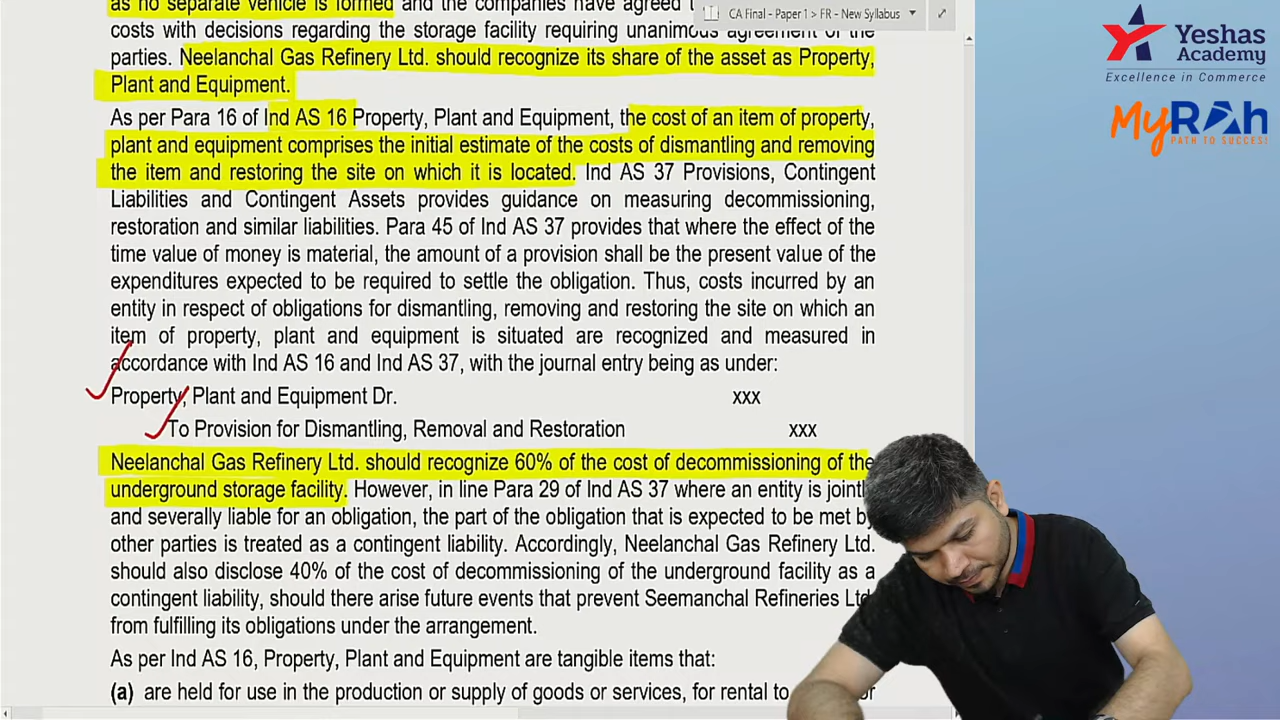 as no separate vehicle is formed and the companies have agreed
costs with decisions regarding the storage facility requiring unanimous agreement of the
parties. Neelanchal Gas Refinery Ltd. should recognize its share of the asset as Property,
Plant and Equipment.
As per Para 16 of Ind AS 16 Property, Plant and Equipment, the cost of an item of property,
plant and equipment comprises the initial estimate of the costs of dismantling and removing
the item and restoring the site on which it is located. Ind AS 37 Provisions, Contingent
Liabilities and Contingent Assets provides guidance on measuring decommissioning,
restoration and similar liabilities. Para 45 of Ind AS 37 provides that where the effect of the
time value of money is material, the amount of a provision shall be the present value of the
expenditures expected to be required to settle the obligation. Thus, costs incurred by an
entity in respect of obligations for dismantling, removing and restoring the site on which an
item of property, plant and equipment is situated are recognized and measured in
accordance with Ind AS 16 and Ind AS 37, with the journal entry being as under:
Property, Plant and Equipment Dr. xxx
To Provision for Dismantling, Removal and Restoration xxx
Neelanchal Gas Refinery Ltd. should recognize 60% of the cost of decommissioning of the
underground storage facility. However, in line Para 29 of Ind AS 37 where an entity is jointl
and severally liable for an obligation, the part of the obligation that is expected to be met by
other parties is treated as a contingent liability. Accordingly, Neelanchal Gas Refinery Ltd.
should also disclose 40% of the cost of decommissioning of the underground facility as a
contingent liability, should there arise future events that prevent Seemanchal Refineries Ltd
from fulfilling its obligations under the arrangement.
As per Ind AS 16, Property, Plant and Equipment are tangible items that:
(a) are held for use in the production or supply of goods or services, for rental to or
CA Final - Paper 1 > FR - New Syllabus
Yeshas
Academy
Excellence in Commerce
MyRAh
PATH TO SUCCESS